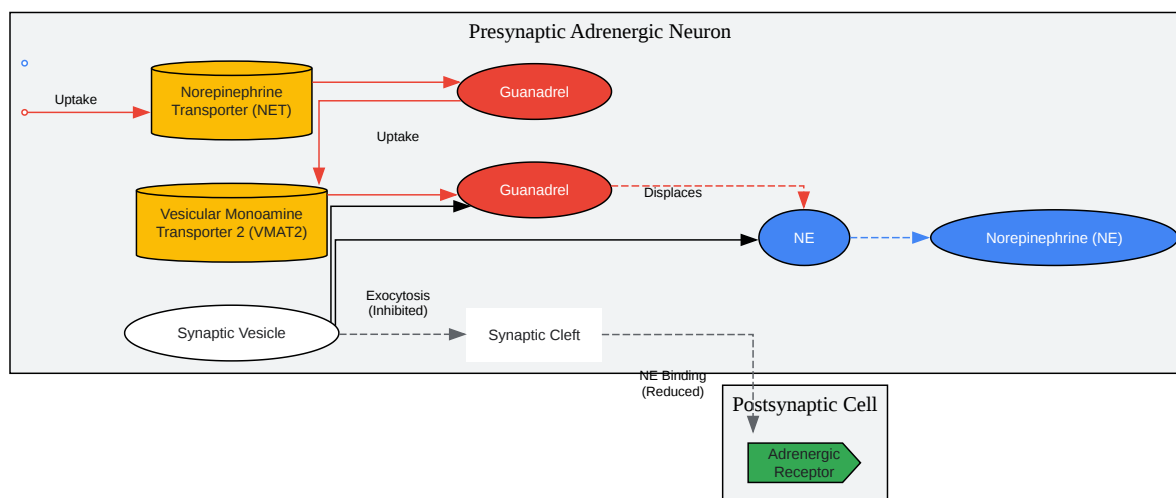 Presynaptic Adrenergic Neuron
Uptake
Norepinephrine
Transporter (NET)
Guanadrel
Uptake
Vesicular Monoamine
Transporter 2 (VMAT2)
Guanadrel
Displaces
NE
Norepinephrine (NE)
Exocytosis
(Inhibited)
Synaptic Vesicle
Synaptic Cleft
NE Binding
(Reduced)
Postsynaptic Cell
Adrenergic
Receptor